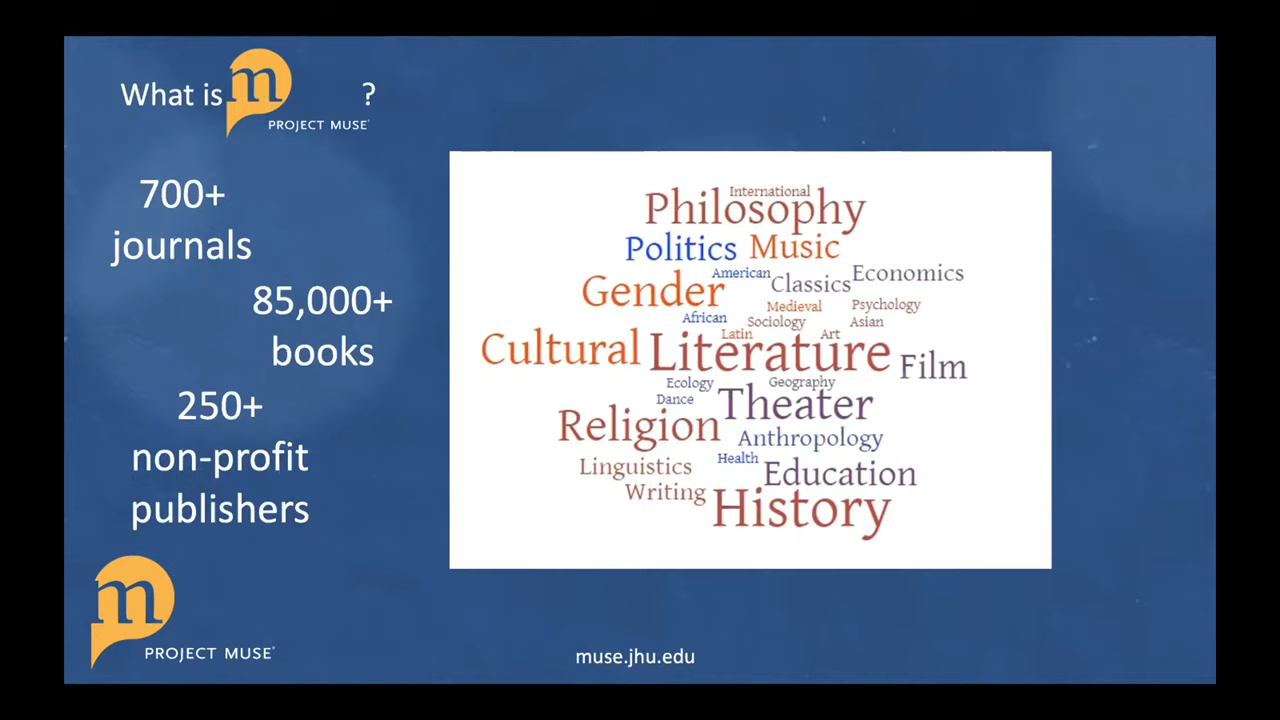 What is m ?
PROJECT MUSE®
700+
journals
85,000+
books
250+
non-profit
publishers
International
Philosophy
Politics Music
American Classics Economics
Gender Medieval Psychology
African Sociology Asian
Latin Art
Cultural Literature Film
Ecology Geography
Dance Theater
Religion Anthropology
Linguistics Health Education
Writing History
m
PROJECT MUSE®
muse.jhu.edu